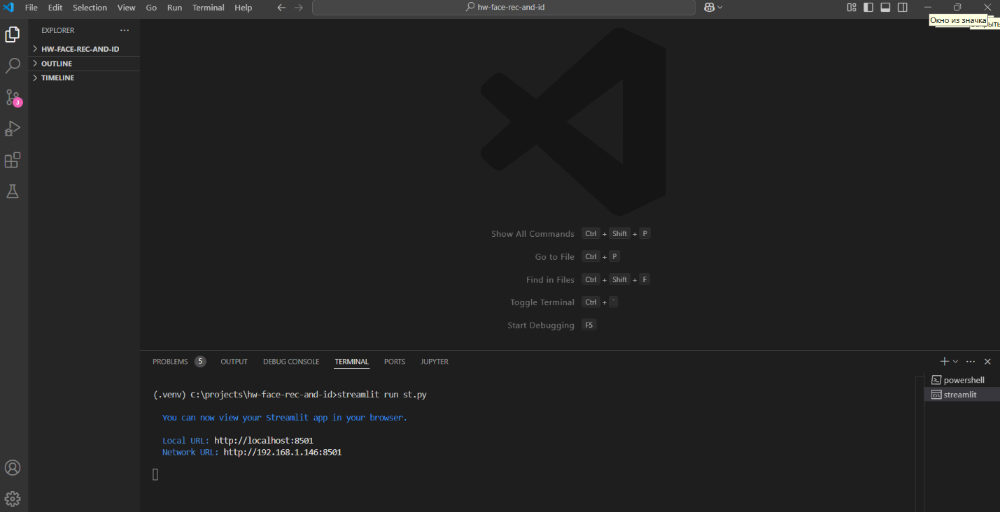 File Edit Selection View Go Run Terminal Help hw-face-rec-and-id
Окно из значка
EXPLORER
HW-FACE-REC-AND-ID
OUTLINE
TIMELINE
3
Show All Commands Ctrl + Shift + P
Go to File Ctrl + P
Find in Files Ctrl + Shift + F
Toggle Terminal Ctrl + `
Start Debugging F5
PROBLEMS 5 OUTPUT DEBUG CONSOLE TERMINAL PORTS JUPYTER
powershell
streamlit
(.venv) C:\projects\hw-face-rec-and-id>streamlit run st.py
You can now view your Streamlit app in your browser.
Local URL: http://localhost:8501
Network URL: http://192.168.1.146:8501